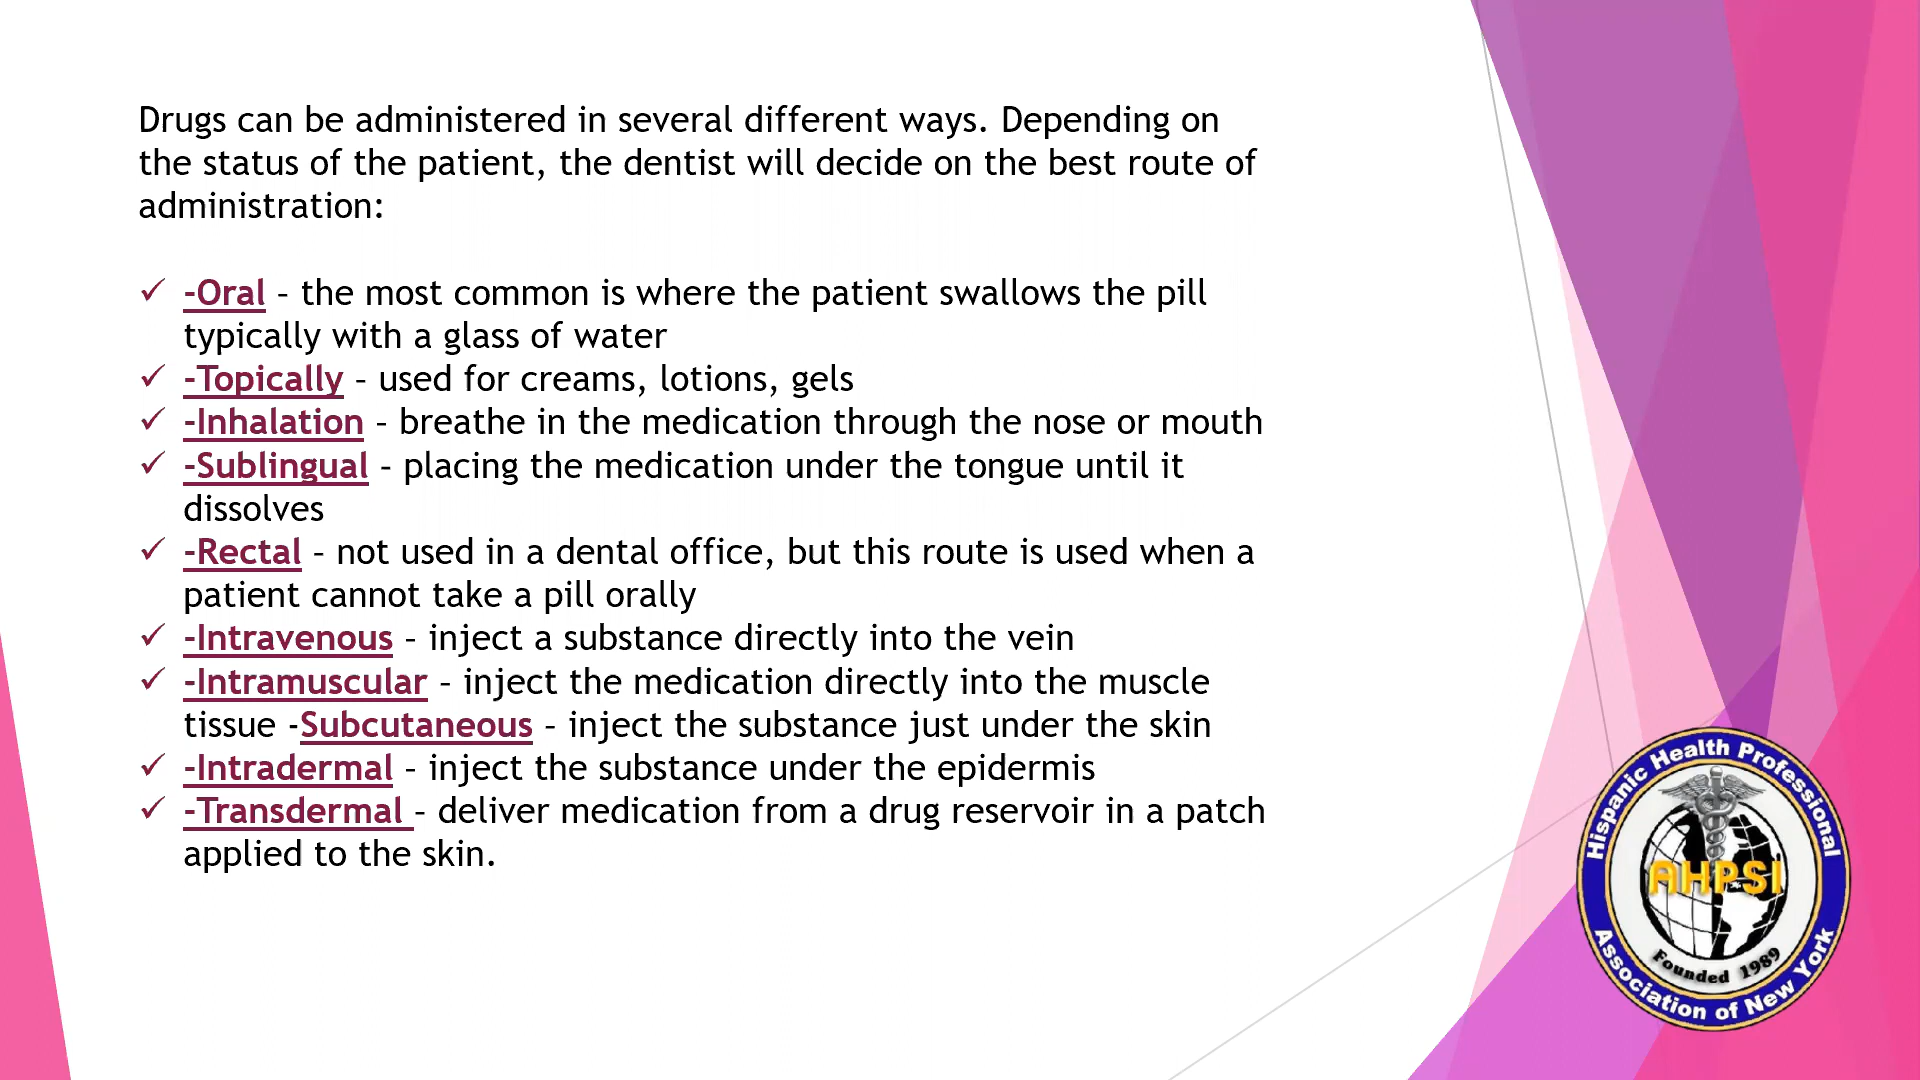 Drugs can be administered in several different ways. Depending on
the status of the patient, the dentist will decide on the best route of
administration:
✓ -Oral – the most common is where the patient swallows the pill
typically with a glass of water
✓ -Topically – used for creams, lotions, gels
✓ -Inhalation – breathe in the medication through the nose or mouth
✓ -Sublingual – placing the medication under the tongue until it
dissolves
✓ -Rectal – not used in a dental office, but this route is used when a
patient cannot take a pill orally
✓ -Intravenous – inject a substance directly into the vein
✓ -Intramuscular – inject the medication directly into the muscle
tissue -Subcutaneous – inject the substance just under the skin
✓ -Intradermal – inject the substance under the epidermis
✓ -Transdermal – deliver medication from a drug reservoir in a patch
applied to the skin.
Hispanic Health Professional
AHPSI
Founded 1989
Association of New York